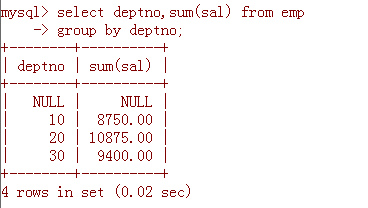 mysql> select deptno,sum(sal) from emp
    -> group by deptno;
+--------+----------+
| deptno | sum(sal) |
+--------+----------+
|   NULL |     NULL |
|     10 |  8750.00 |
|     20 | 10875.00 |
|     30 |  9400.00 |
+--------+----------+
4 rows in set (0.02 sec)